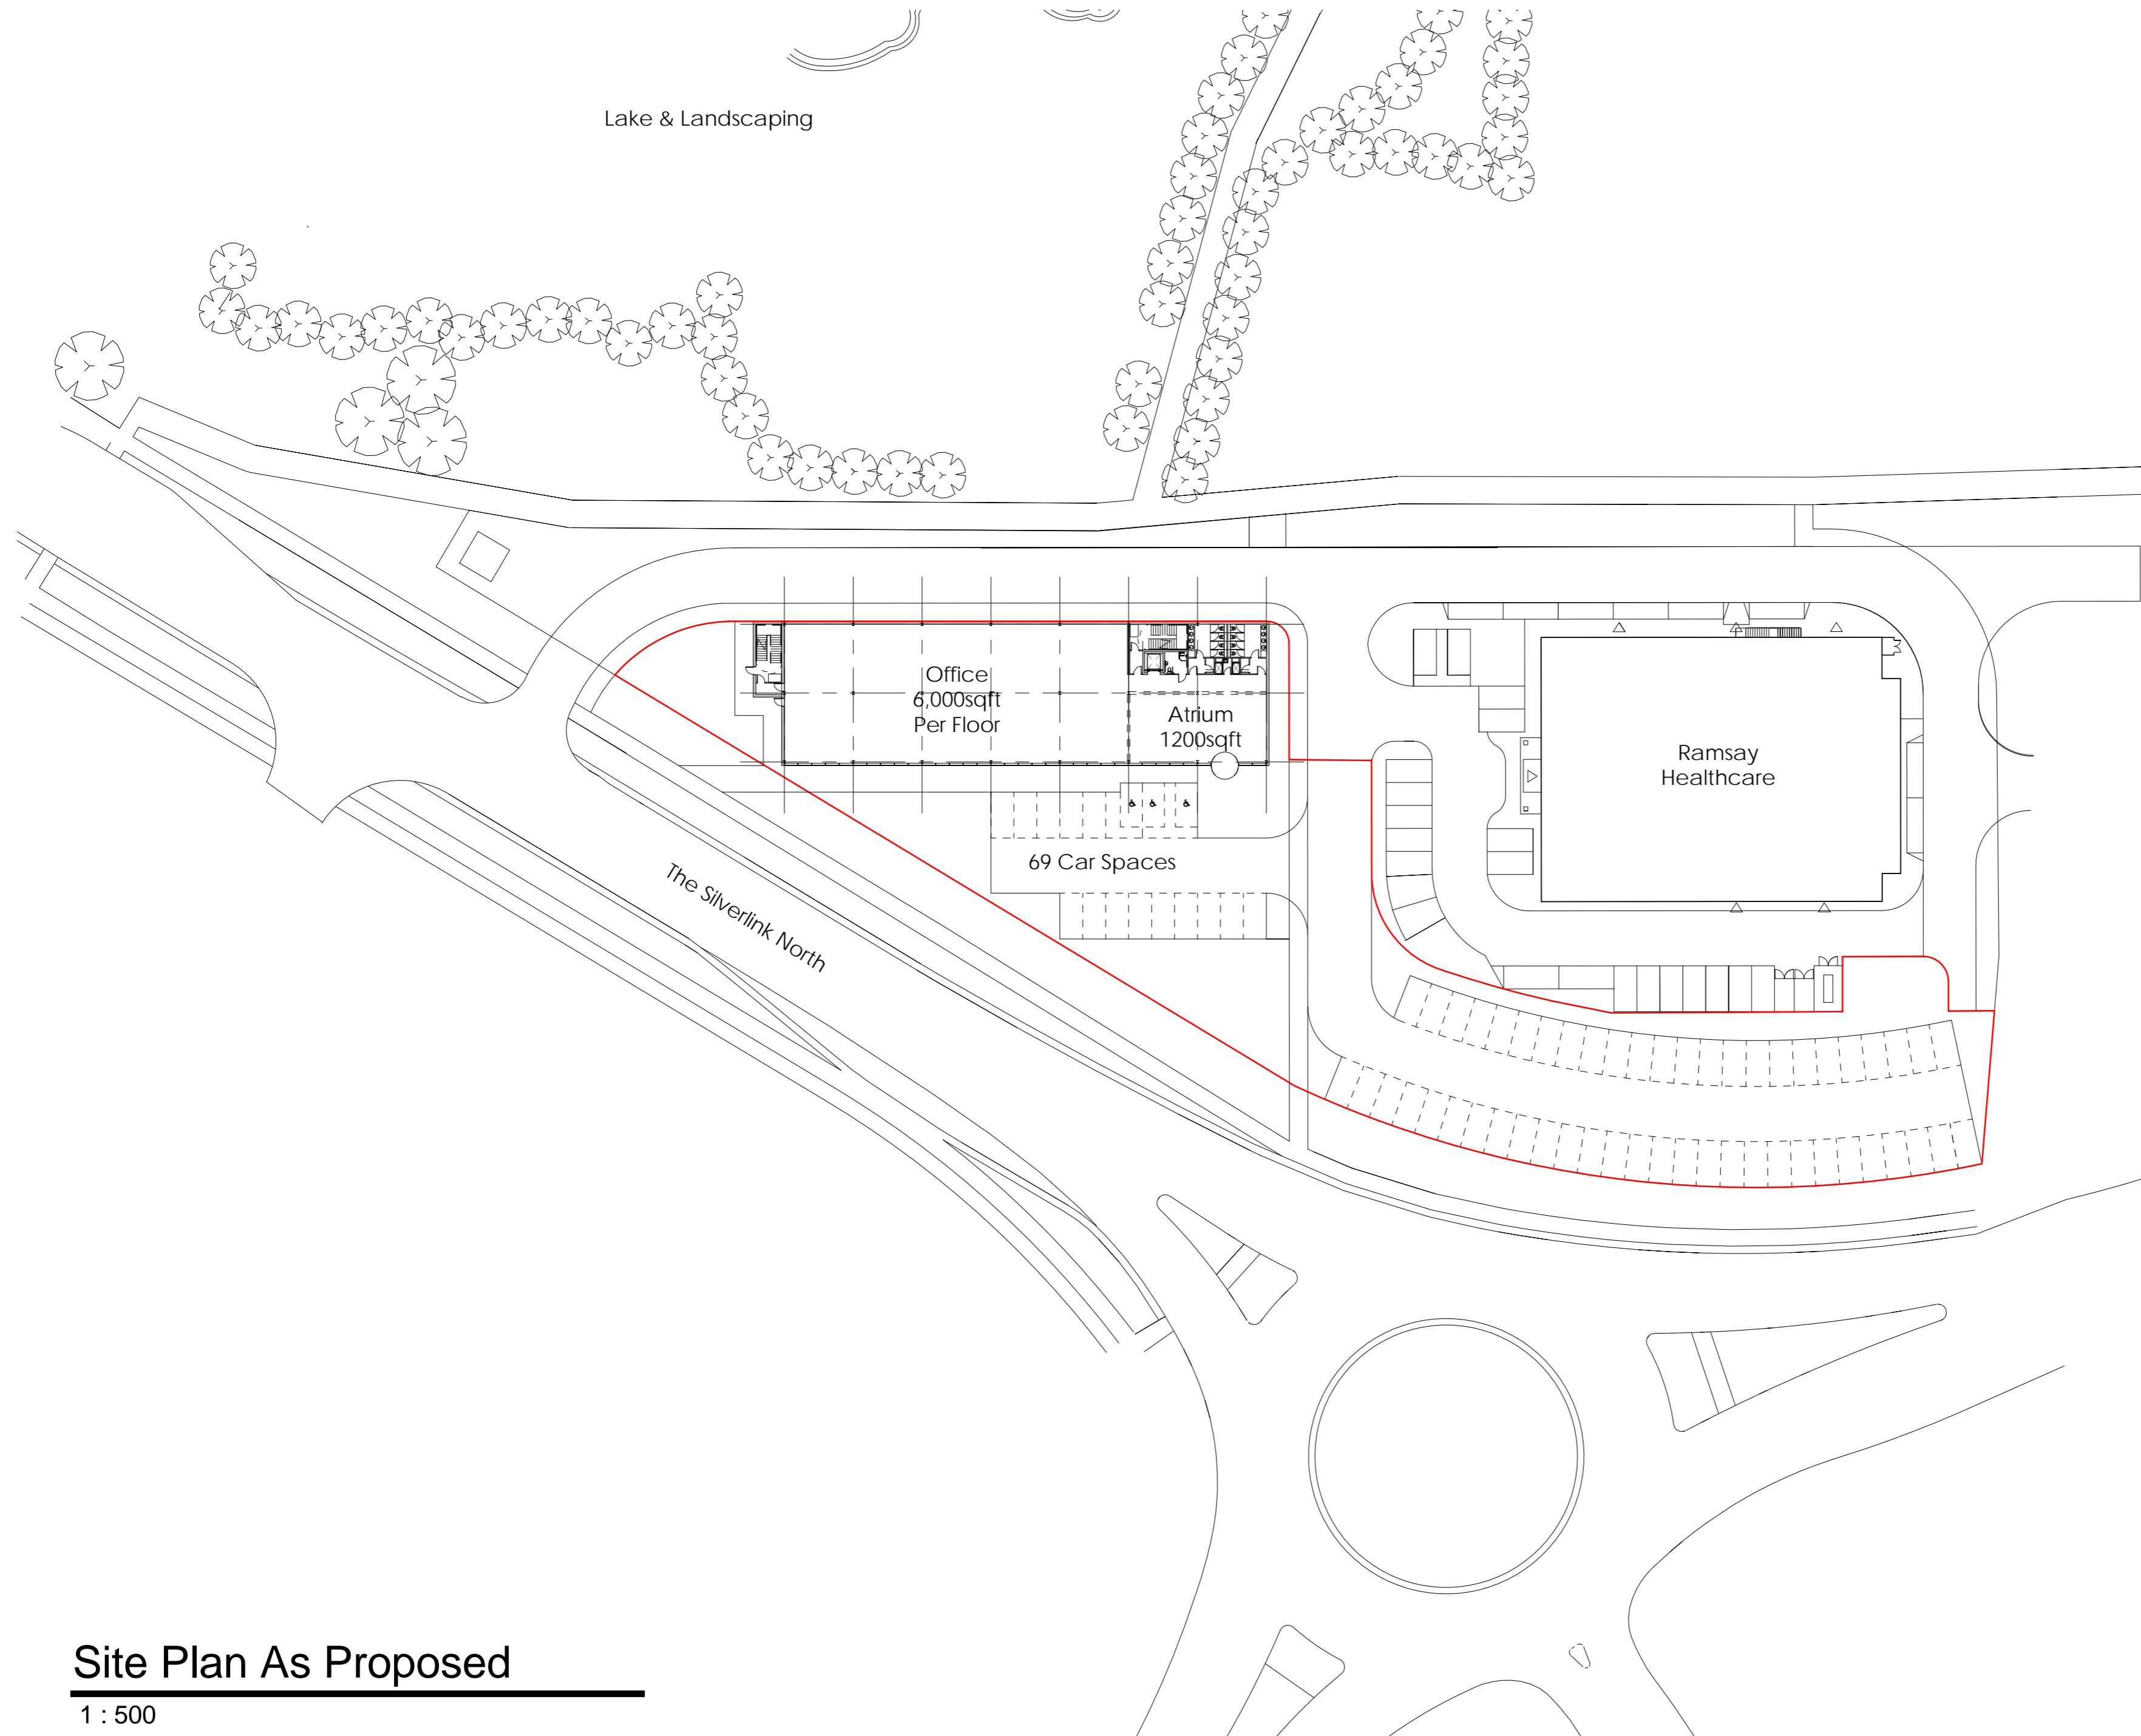 Lake & Landscaping
Office
6,000sqft
Per Floor
Atrium
1200sqft
Ramsay
Healthcare
69 Car Spaces
The Silverlink North
Site Plan As Proposed
1 : 500